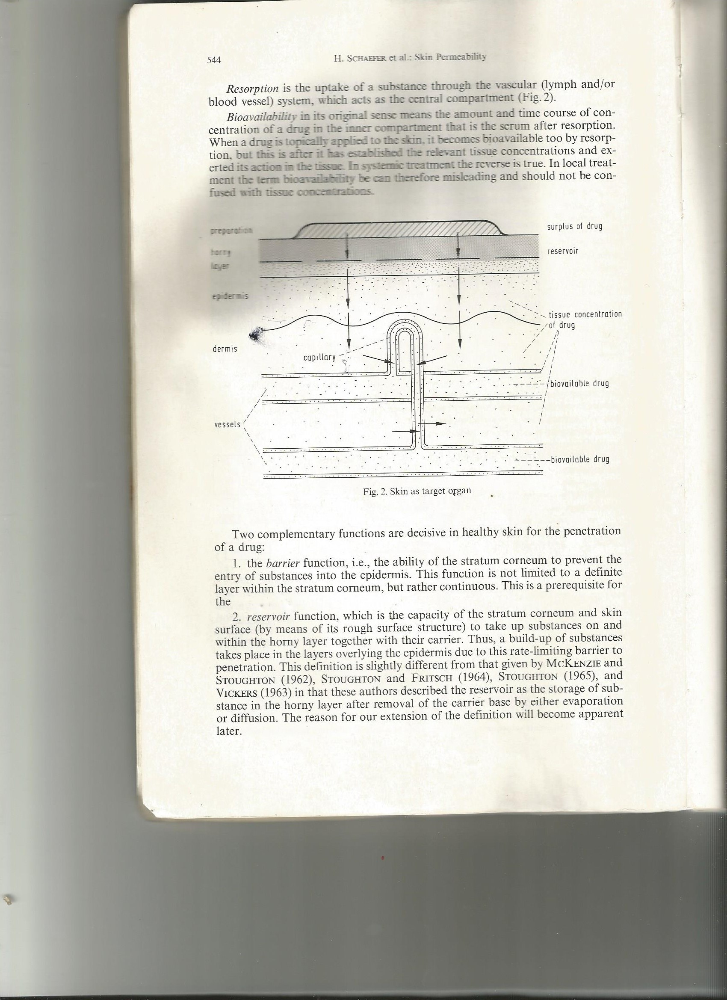 544
H. SCHAEFER et al.: Skin Permeability
Resorption is the uptake of a substance through the vascular (lymph and/or
blood vessel) system, which acts as the central compartment (Fig. 2).
Bioavailability in its original sense means the amount and time course of con-
centration of a drug in the inner compartment that is the serum after resorption.
When a drug is topically applied to the skin, it becomes bioavailable too by resorp-
tion, but this is after it has established the relevant tissue concentrations and ex-
erted its action in the tissue. In systemic treatment the reverse is true. In local treat-
ment the term bioavailability be can therefore misleading and should not be con-
fused with tissue concentrations.
preparation
surplus of drug
horny
layer
reservoir
epidermis
tissue concentration
of drug
dermis
capillary
biovailable drug
vessels
biovailable drug
Fig. 2. Skin as target organ
Two complementary functions are decisive in healthy skin for the penetration
of a drug:
1. the barrier function, i.e., the ability of the stratum corneum to prevent the
entry of substances into the epidermis. This function is not limited to a definite
layer within the stratum corneum, but rather continuous. This is a prerequisite for
the
2. reservoir function, which is the capacity of the stratum corneum and skin
surface (by means of its rough surface structure) to take up substances on and
within the horny layer together with their carrier. Thus, a build-up of substances
takes place in the layers overlying the epidermis due to this rate-limiting barrier to
penetration. This definition is slightly different from that given by MCKENZIE and
STOUGHTON (1962), STOUGHTON and FRITSCH (1964), STOUGHTON (1965), and
VICKERS (1963) in that these authors described the reservoir as the storage of sub-
stance in the horny layer after removal of the carrier base by either evaporation
or diffusion. The reason for our extension of the definition will become apparent
later.